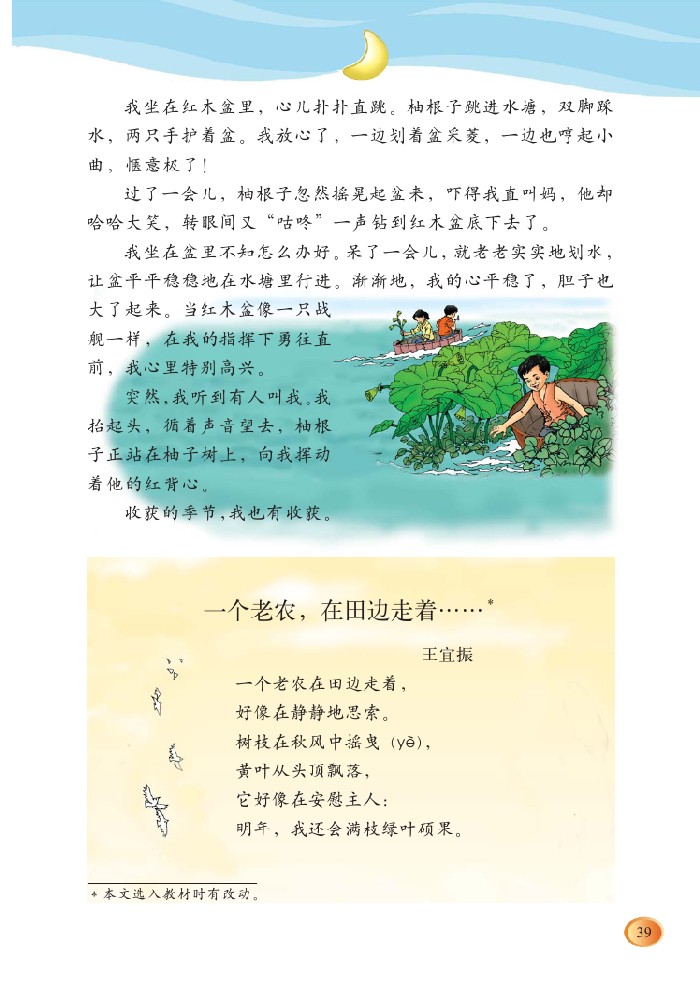 我坐在红木盆里，心儿扑扑直跳。柚根子跳进水塘，双脚踩
水，两只手护着盆。我放心了，一边划着盆采菱，一边也哼起小
曲。惬意极了！
过了一会儿，柚根子忽然摇晃起盆来，吓得我直叫妈，他却
哈哈大笑，转眼间又“咕咚”一声钻到红木盆底下去了。
我坐在盆里不知怎么办好。呆了一会儿，就老老实实地划水，
让盆平平稳稳地在水塘里行进。渐渐地，我的心平稳了，胆子也
大了起来。当红木盆像一只战
舰一样，在我的指挥下勇往直
前，我心里特别高兴。
突然，我听到有人叫我。我
抬起头，循着声音望去，柚根
子正站在柚子树上，向我挥动
着他的红背心。
收获的季节，我也有收获。
一个老农，在田边走着……*
王宜振
一个老农在田边走着，
好像在静静地思索。
树枝在秋风中摇曳（yè），
黄叶从头顶飘落，
它好像在安慰主人：
明年，我还会满枝绿叶硕果。
* 本文选入教材时有改动。
39